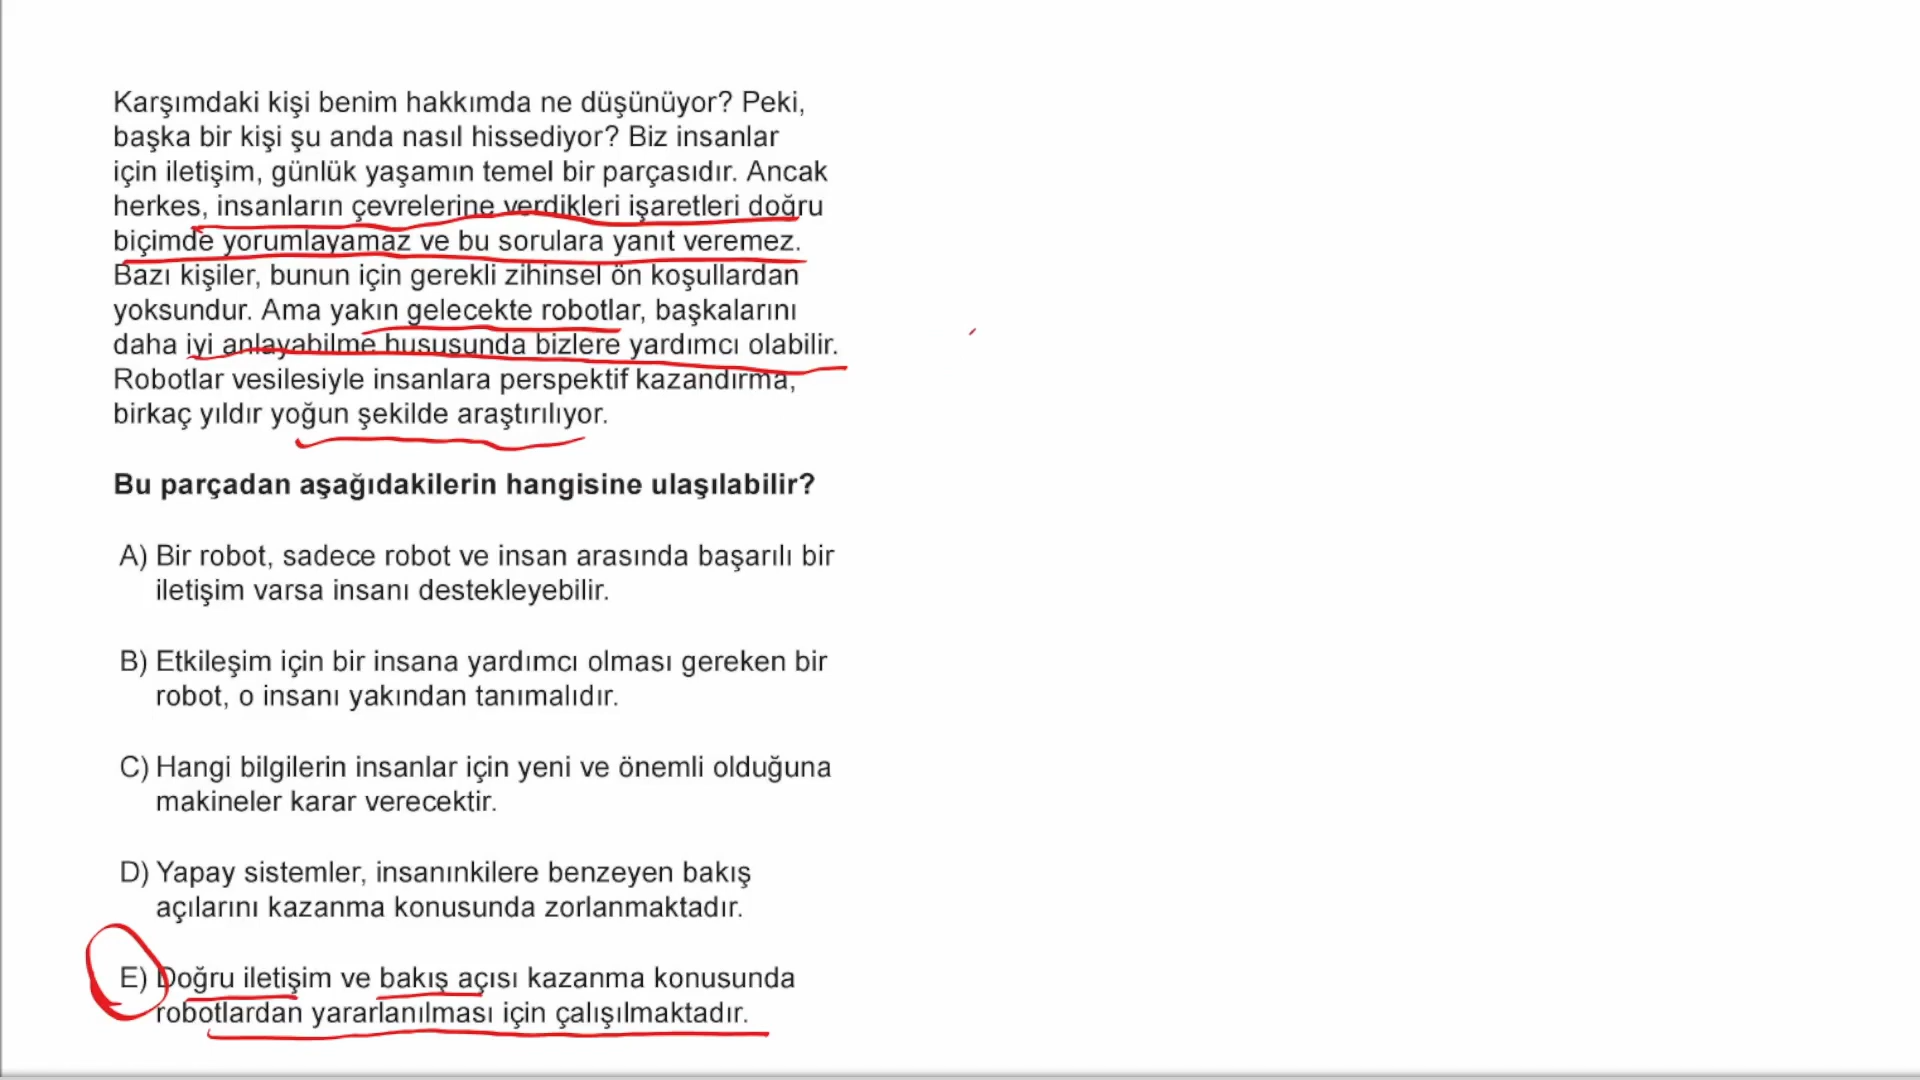 Karşımdaki kişi benim hakkımda ne düşünüyor? Peki,
başka bir kişi şu anda nasıl hissediyor? Biz insanlar
için iletişim, günlük yaşamın temel bir parçasıdır. Ancak
herkes, insanların çevrelerine verdikleri işaretleri doğru
biçimde yorumlayamaz ve bu sorulara yanıt veremez.
Bazı kişiler, bunun için gerekli zihinsel ön koşullardan
yoksundur. Ama yakın gelecekte robotlar, başkalarını
daha iyi anlayabilme hususunda bizlere yardımcı olabilir.
Robotlar vesilesiyle insanlara perspektif kazandırma,
birkaç yıldır yoğun şekilde araştırılıyor.
Bu parçadan aşağıdakilerin hangisine ulaşılabilir?
A) Bir robot, sadece robot ve insan arasında başarılı bir
iletişim varsa insanı destekleyebilir.
B) Etkileşim için bir insana yardımcı olması gereken bir
robot, o insanı yakından tanımalıdır.
C) Hangi bilgilerin insanlar için yeni ve önemli olduğuna
makineler karar verecektir.
D) Yapay sistemler, insanınkilere benzeyen bakış
açılarını kazanma konusunda zorlanmaktadır.
E) Doğru iletişim ve bakış açısı kazanma konusunda
robotlardan yararlanılması için çalışılmaktadır.